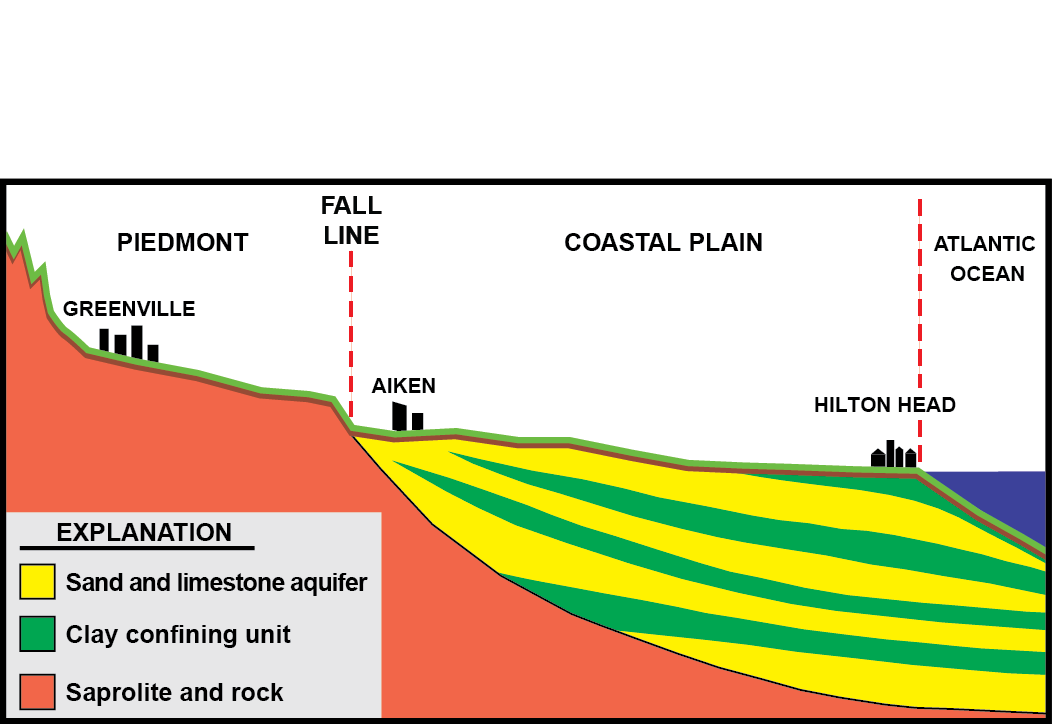 FALL
LINE
PIEDMONT
COASTAL PLAIN
ATLANTIC
OCEAN
GREENVILLE
AIKEN
HILTON HEAD
EXPLANATION
Sand and limestone aquifer
Clay confining unit
Saprolite and rock